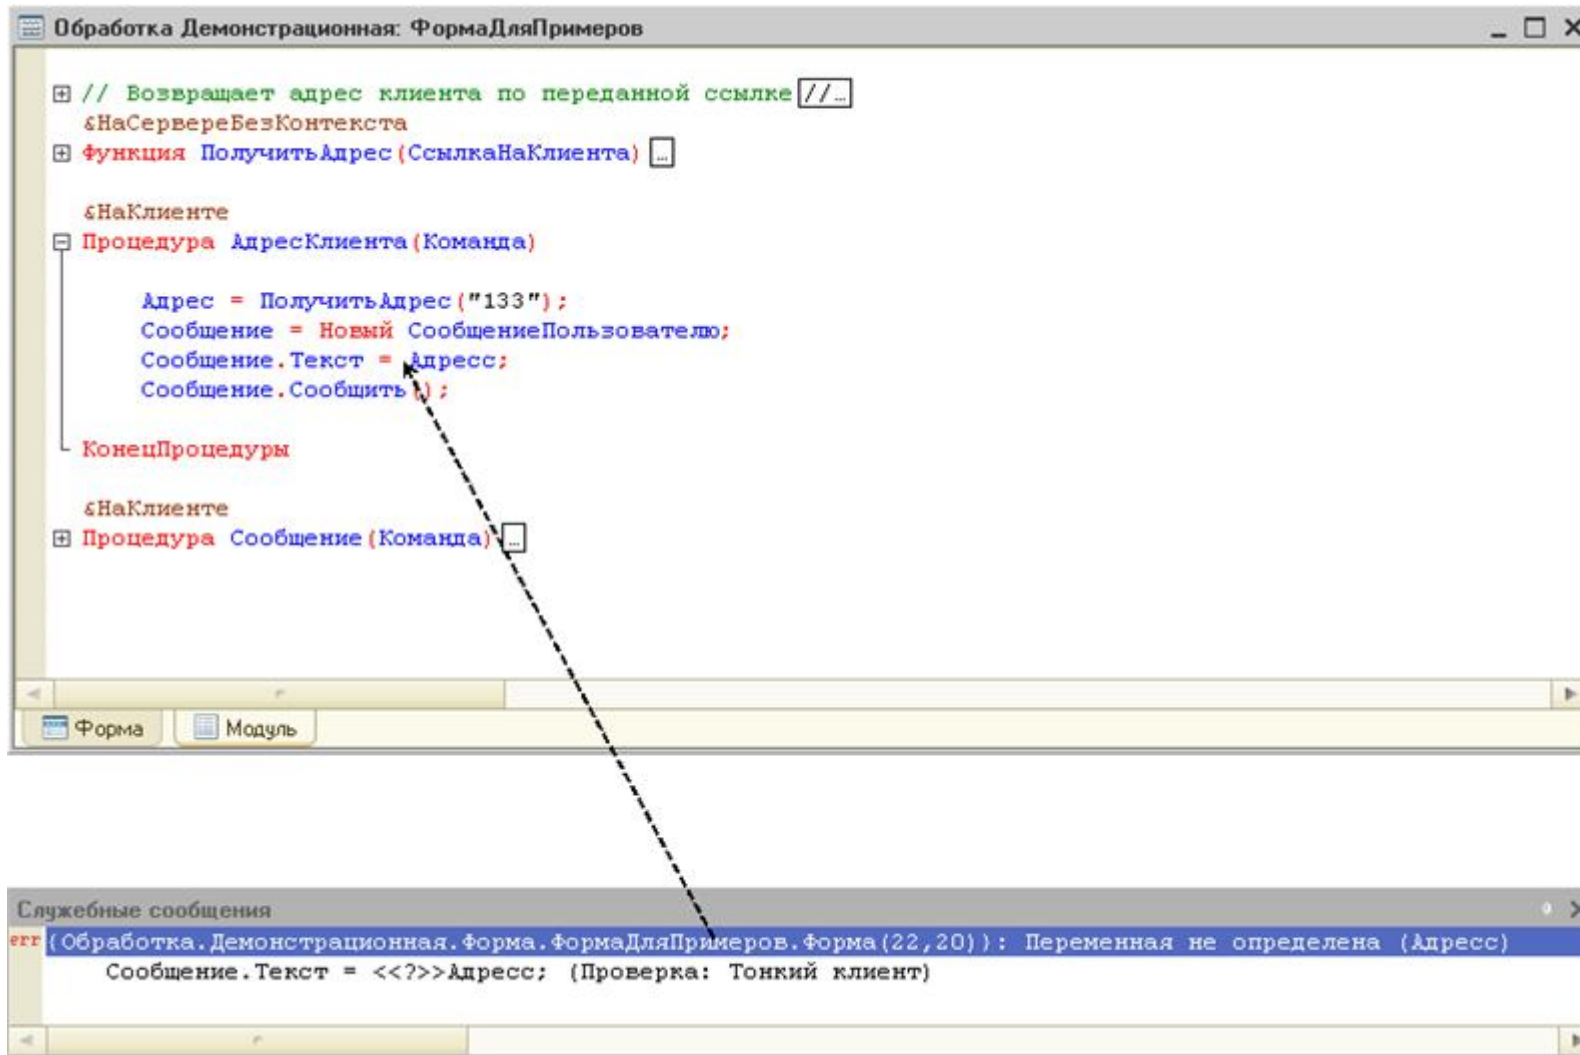 Обработка Демонстрационная: ФормаДляПримеров
// Возвращает адрес клиента по переданной ссылке //…
&НаСервереБезКонтекста
Функция ПолучитьАдрес(СсылкаНаКлиента) …
&НаКлиенте
Процедура АдресКлиента(Команда)
Адрес = ПолучитьАдрес("133");
Сообщение = Новый СообщениеПользователю;
Сообщение.Текст = Адресс;
Сообщение.Сообщить();
КонецПроцедуры
&НаКлиенте
Процедура Сообщение(Команда) …
Форма Модуль
Служебные сообщения
err {Обработка.Демонстрационная.Форма.ФормаДляПримеров.Форма(22,20)}: Переменная не определена (Адресс)
Сообщение.Текст = <<?>>Адресс; (Проверка: Тонкий клиент)